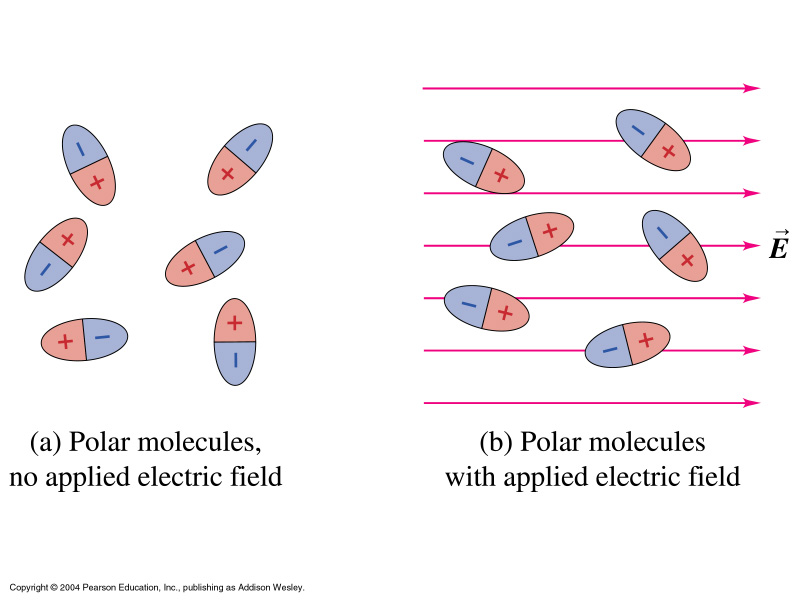 E
(a) Polar molecules,
no applied electric field
(b) Polar molecules
with applied electric field
Copyright © 2004 Pearson Education, Inc., publishing as Addison Wesley.